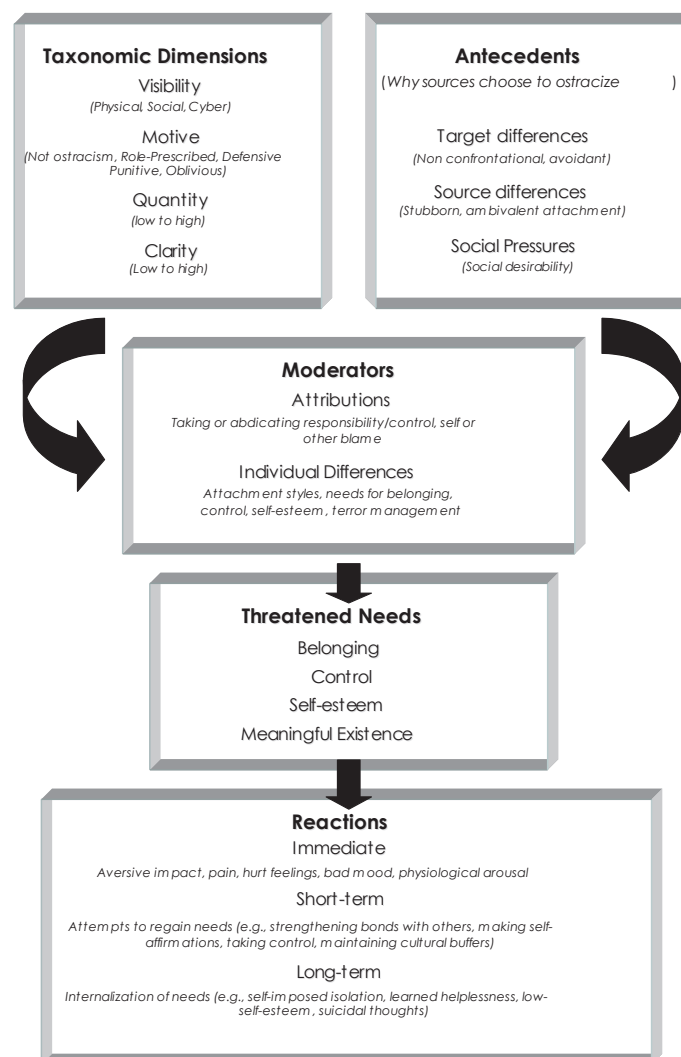 Taxonomic Dimensions
Visibility
(Physical, Social, Cyber)
Motive
(Not ostracism, Role-Prescribed, Defensive
Punitive, Oblivious)
Quantity
(low to high)
Clarity
(Low to high)
Antecedents
(Why sources choose to ostracize )
Target differences
(Non confrontational, avoidant)
Source differences
(Stubborn, ambivalent attachment)
Social Pressures
(Social desirability)
Moderators
Attributions
Taking or abdicating responsibility/control, self or
other blame
Individual Differences
Attachment styles, needs for belonging,
control, self-esteem, terror management
Threatened Needs
Belonging
Control
Self-esteem
Meaningful Existence
Reactions
Immediate
Aversive impact, pain, hurt feelings, bad mood, physiological arousal
Short-term
Attempts to regain needs (e.g., strengthening bonds with others, making self-
affirmations, taking control, maintaining cultural buffers)
Long-term
Internalization of needs (e.g., self-imposed isolation, learned helplessness, low-
self-esteem, suicidal thoughts)